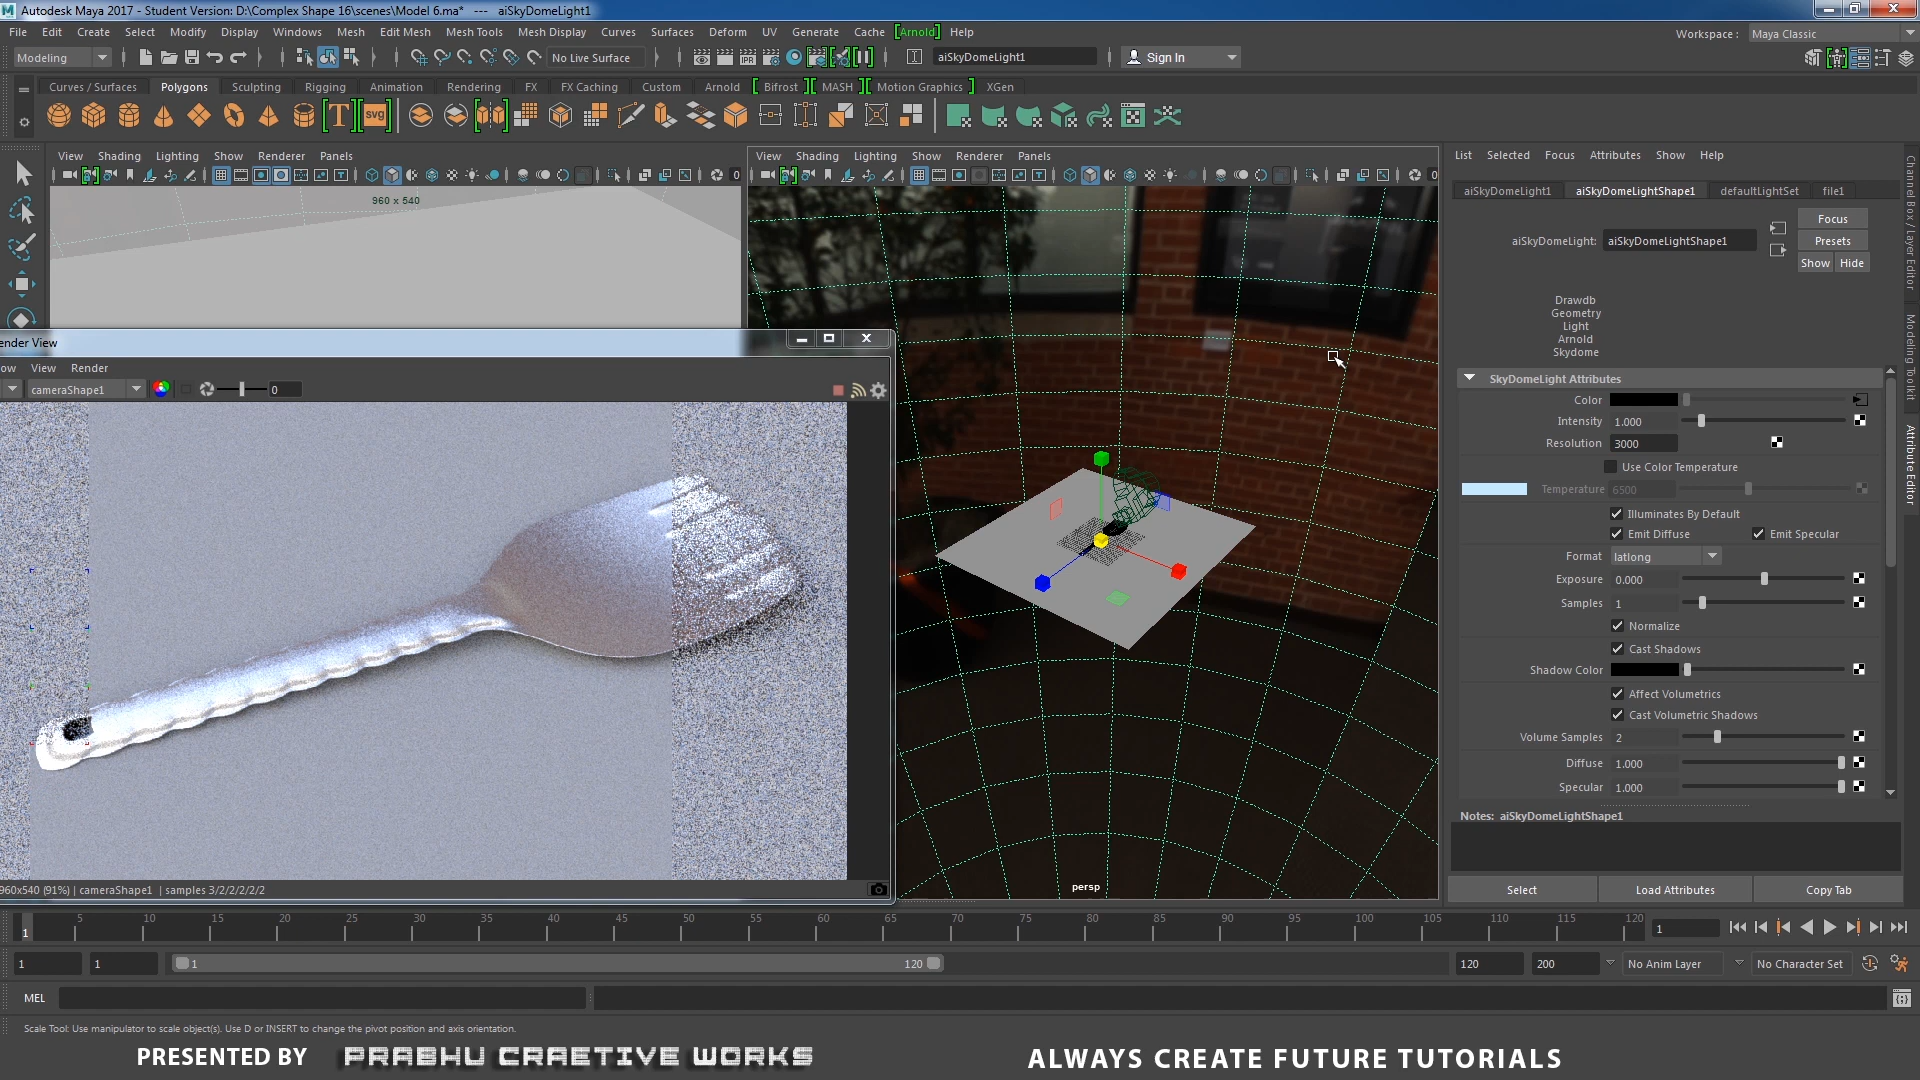 Autodesk Maya 2017 - Student Version: D:\Complex Shape 16\scenes\Model 6.ma* --- aiSkyDomeLight1
File Edit Create Select Modify Display Windows Mesh Edit Mesh Mesh Tools Mesh Display Curves Surfaces Deform UV Generate Cache [Arnold] Help
Workspace : Maya Classic
Modeling No Live Surface aiSkyDomeLight1 Sign In
Curves / Surfaces Polygons Sculpting Rigging Animation Rendering FX FX Caching Custom Arnold Bifrost MASH Motion Graphics XGen
View Shading Lighting Show Renderer Panels
View Shading Lighting Show Renderer Panels
960 x 540
persp
ender View
ow View Render
cameraShape1 0
960x540 (91%) | cameraShape1 | samples 3/2/2/2/2/2
List Selected Focus Attributes Show Help
aiSkyDomeLight1 aiSkyDomeLightShape1 defaultLightSet file1
aiSkyDomeLight: aiSkyDomeLightShape1
Focus
Presets
Show Hide
Drawdb
Geometry
Light
Arnold
Skydome
SkyDomeLight Attributes
Color
Intensity 1.000
Resolution 3000
Use Color Temperature
Temperature 6500
Illuminates By Default
Emit Diffuse Emit Specular
Format latlong
Exposure 0.000
Samples 1
Normalize
Cast Shadows
Shadow Color
Affect Volumetrics
Cast Volumetric Shadows
Volume Samples 2
Diffuse 1.000
Specular 1.000
Notes: aiSkyDomeLightShape1
Select Load Attributes Copy Tab
Channel Box / Layer Editor
Modeling Toolkit
Attribute Editor
1 5 10 15 20 25 30 35 40 45 50 55 60 65 70 75 80 85 90 95 100 105 110 115 120 1
1 1 1 120 120 200 No Anim Layer No Character Set
MEL
Scale Tool: Use manipulator to scale object(s). Use D or INSERT to change the pivot position and axis orientation.
PRESENTED BY PRABHU CRAETIVE WORKS ALWAYS CREATE FUTURE TUTORIALS